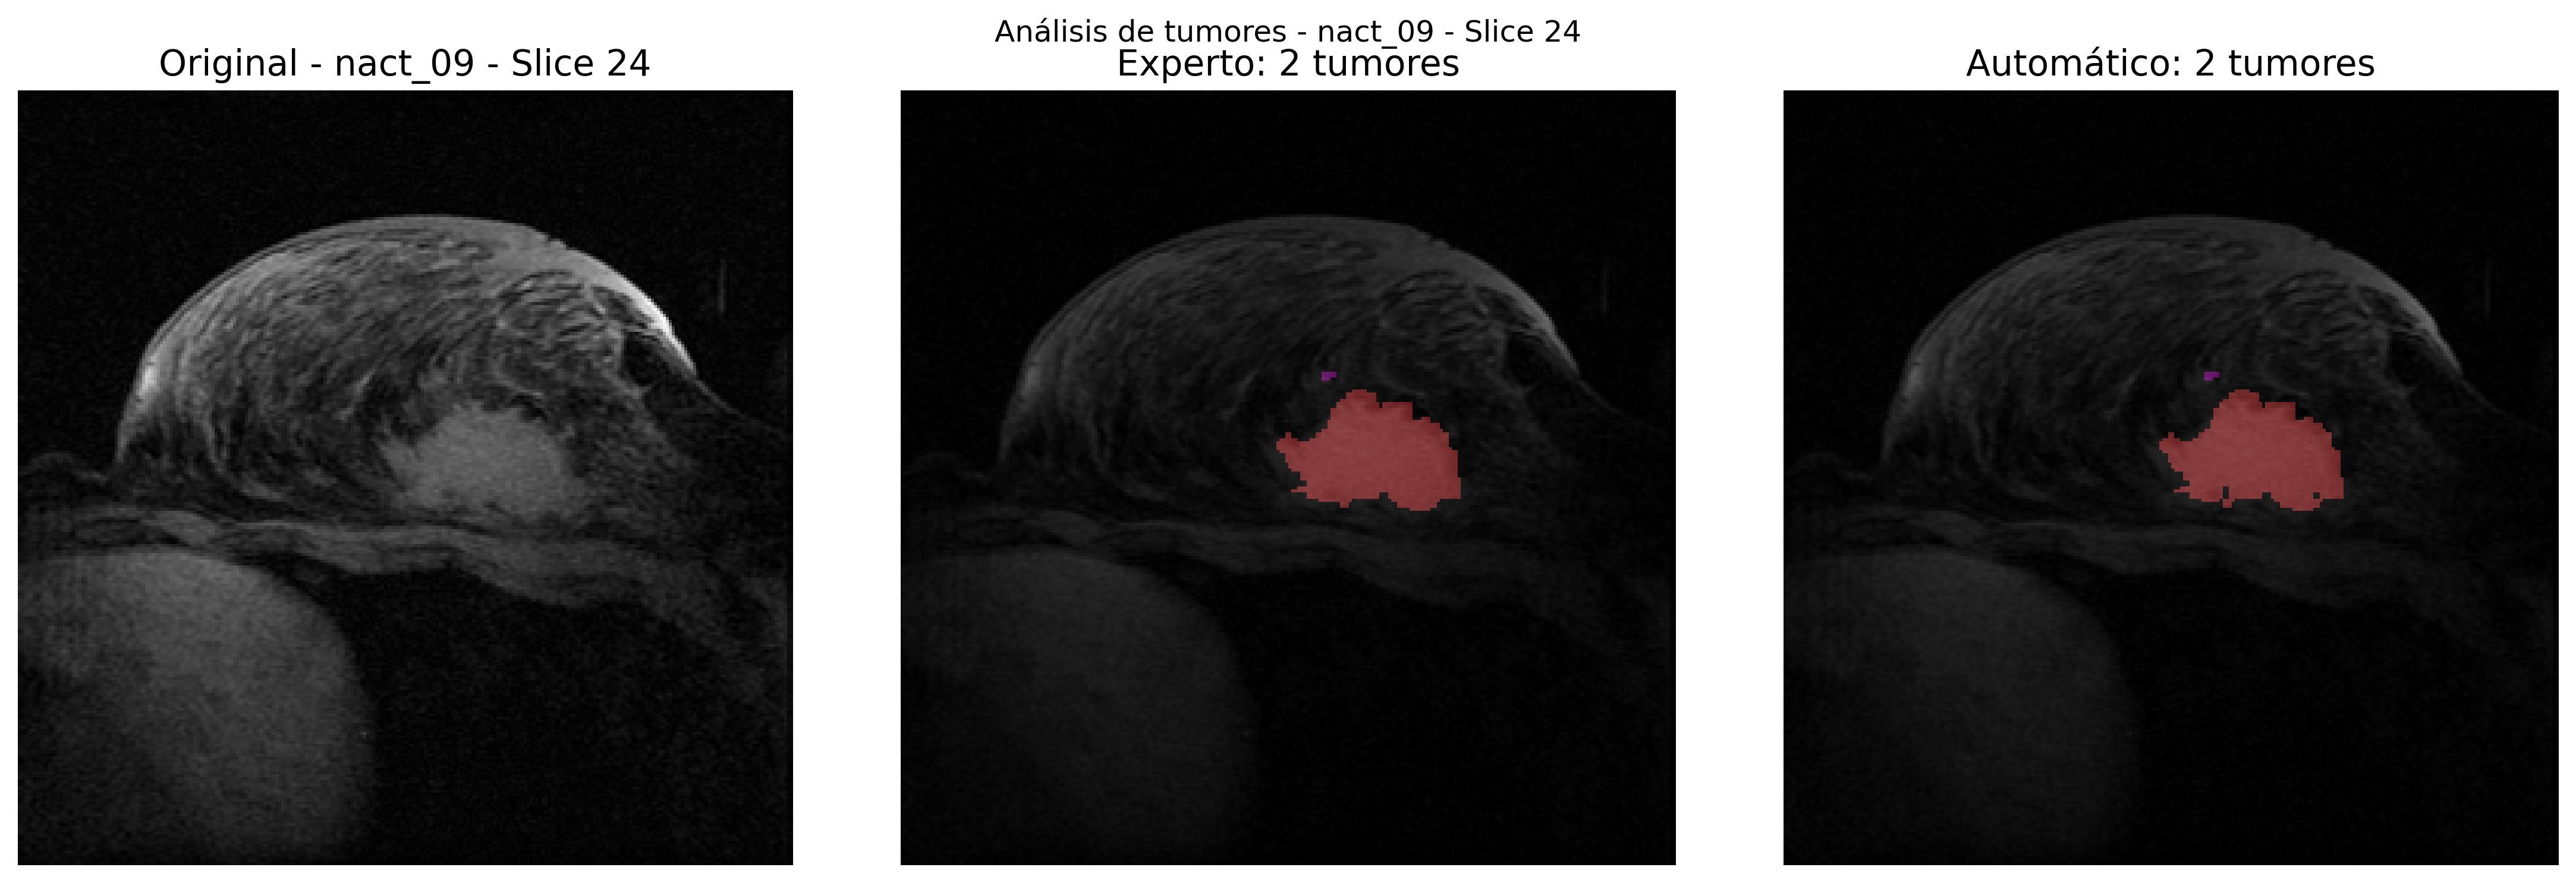 Análisis de tumores - nact_09 - Slice 24
Original - nact_09 - Slice 24
Experto: 2 tumores
Automático: 2 tumores